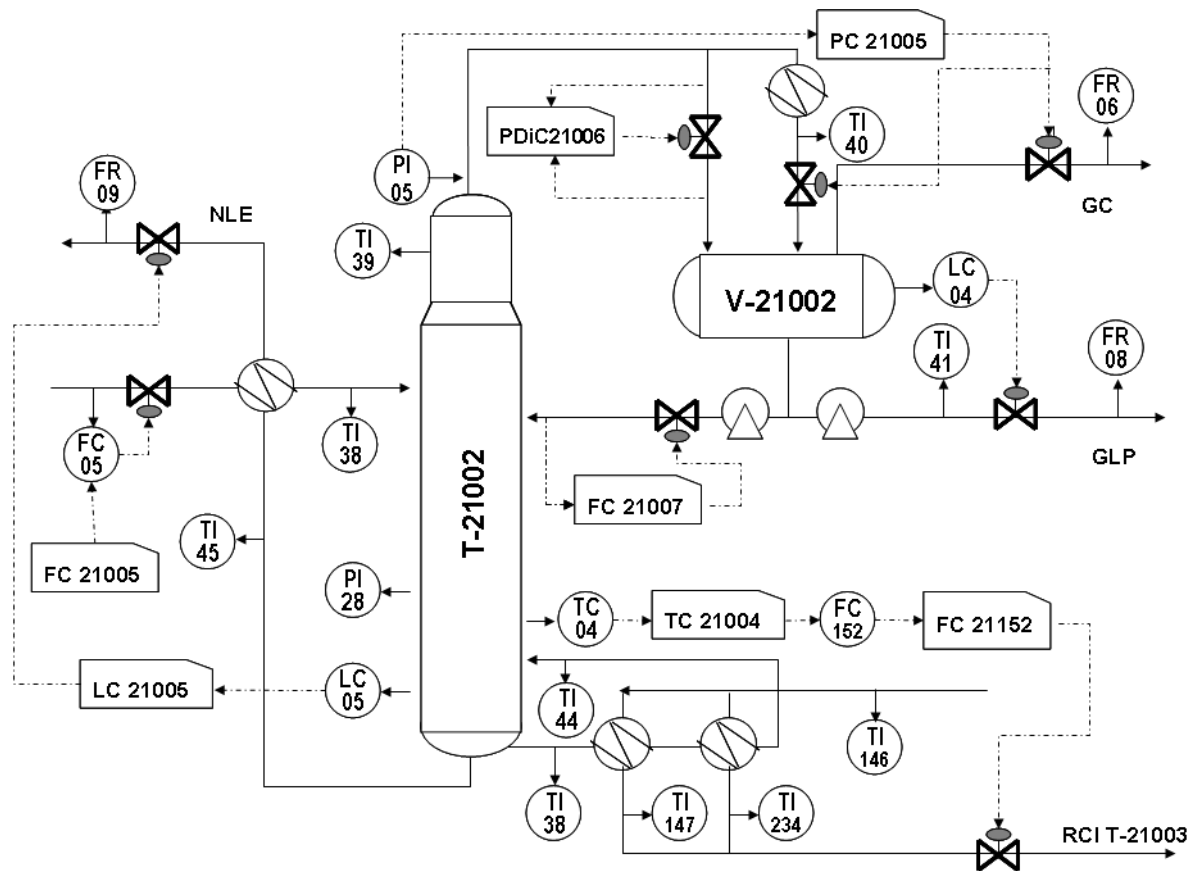 PC 21005
FR
06
PDiC21006
TI
40
PI
05
FR
09
NLE
GC
TI
39
LC
04
V-21002
TI
41
FR
08
FC
05
TI
38
GLP
T-21002
FC 21007
TI
45
FC 21005
PI
28
TC
04
TC 21004
FC
152
FC 21152
LC 21005
LC
05
TI
44
TI
146
TI
38
TI
147
TI
234
RCI T-21003